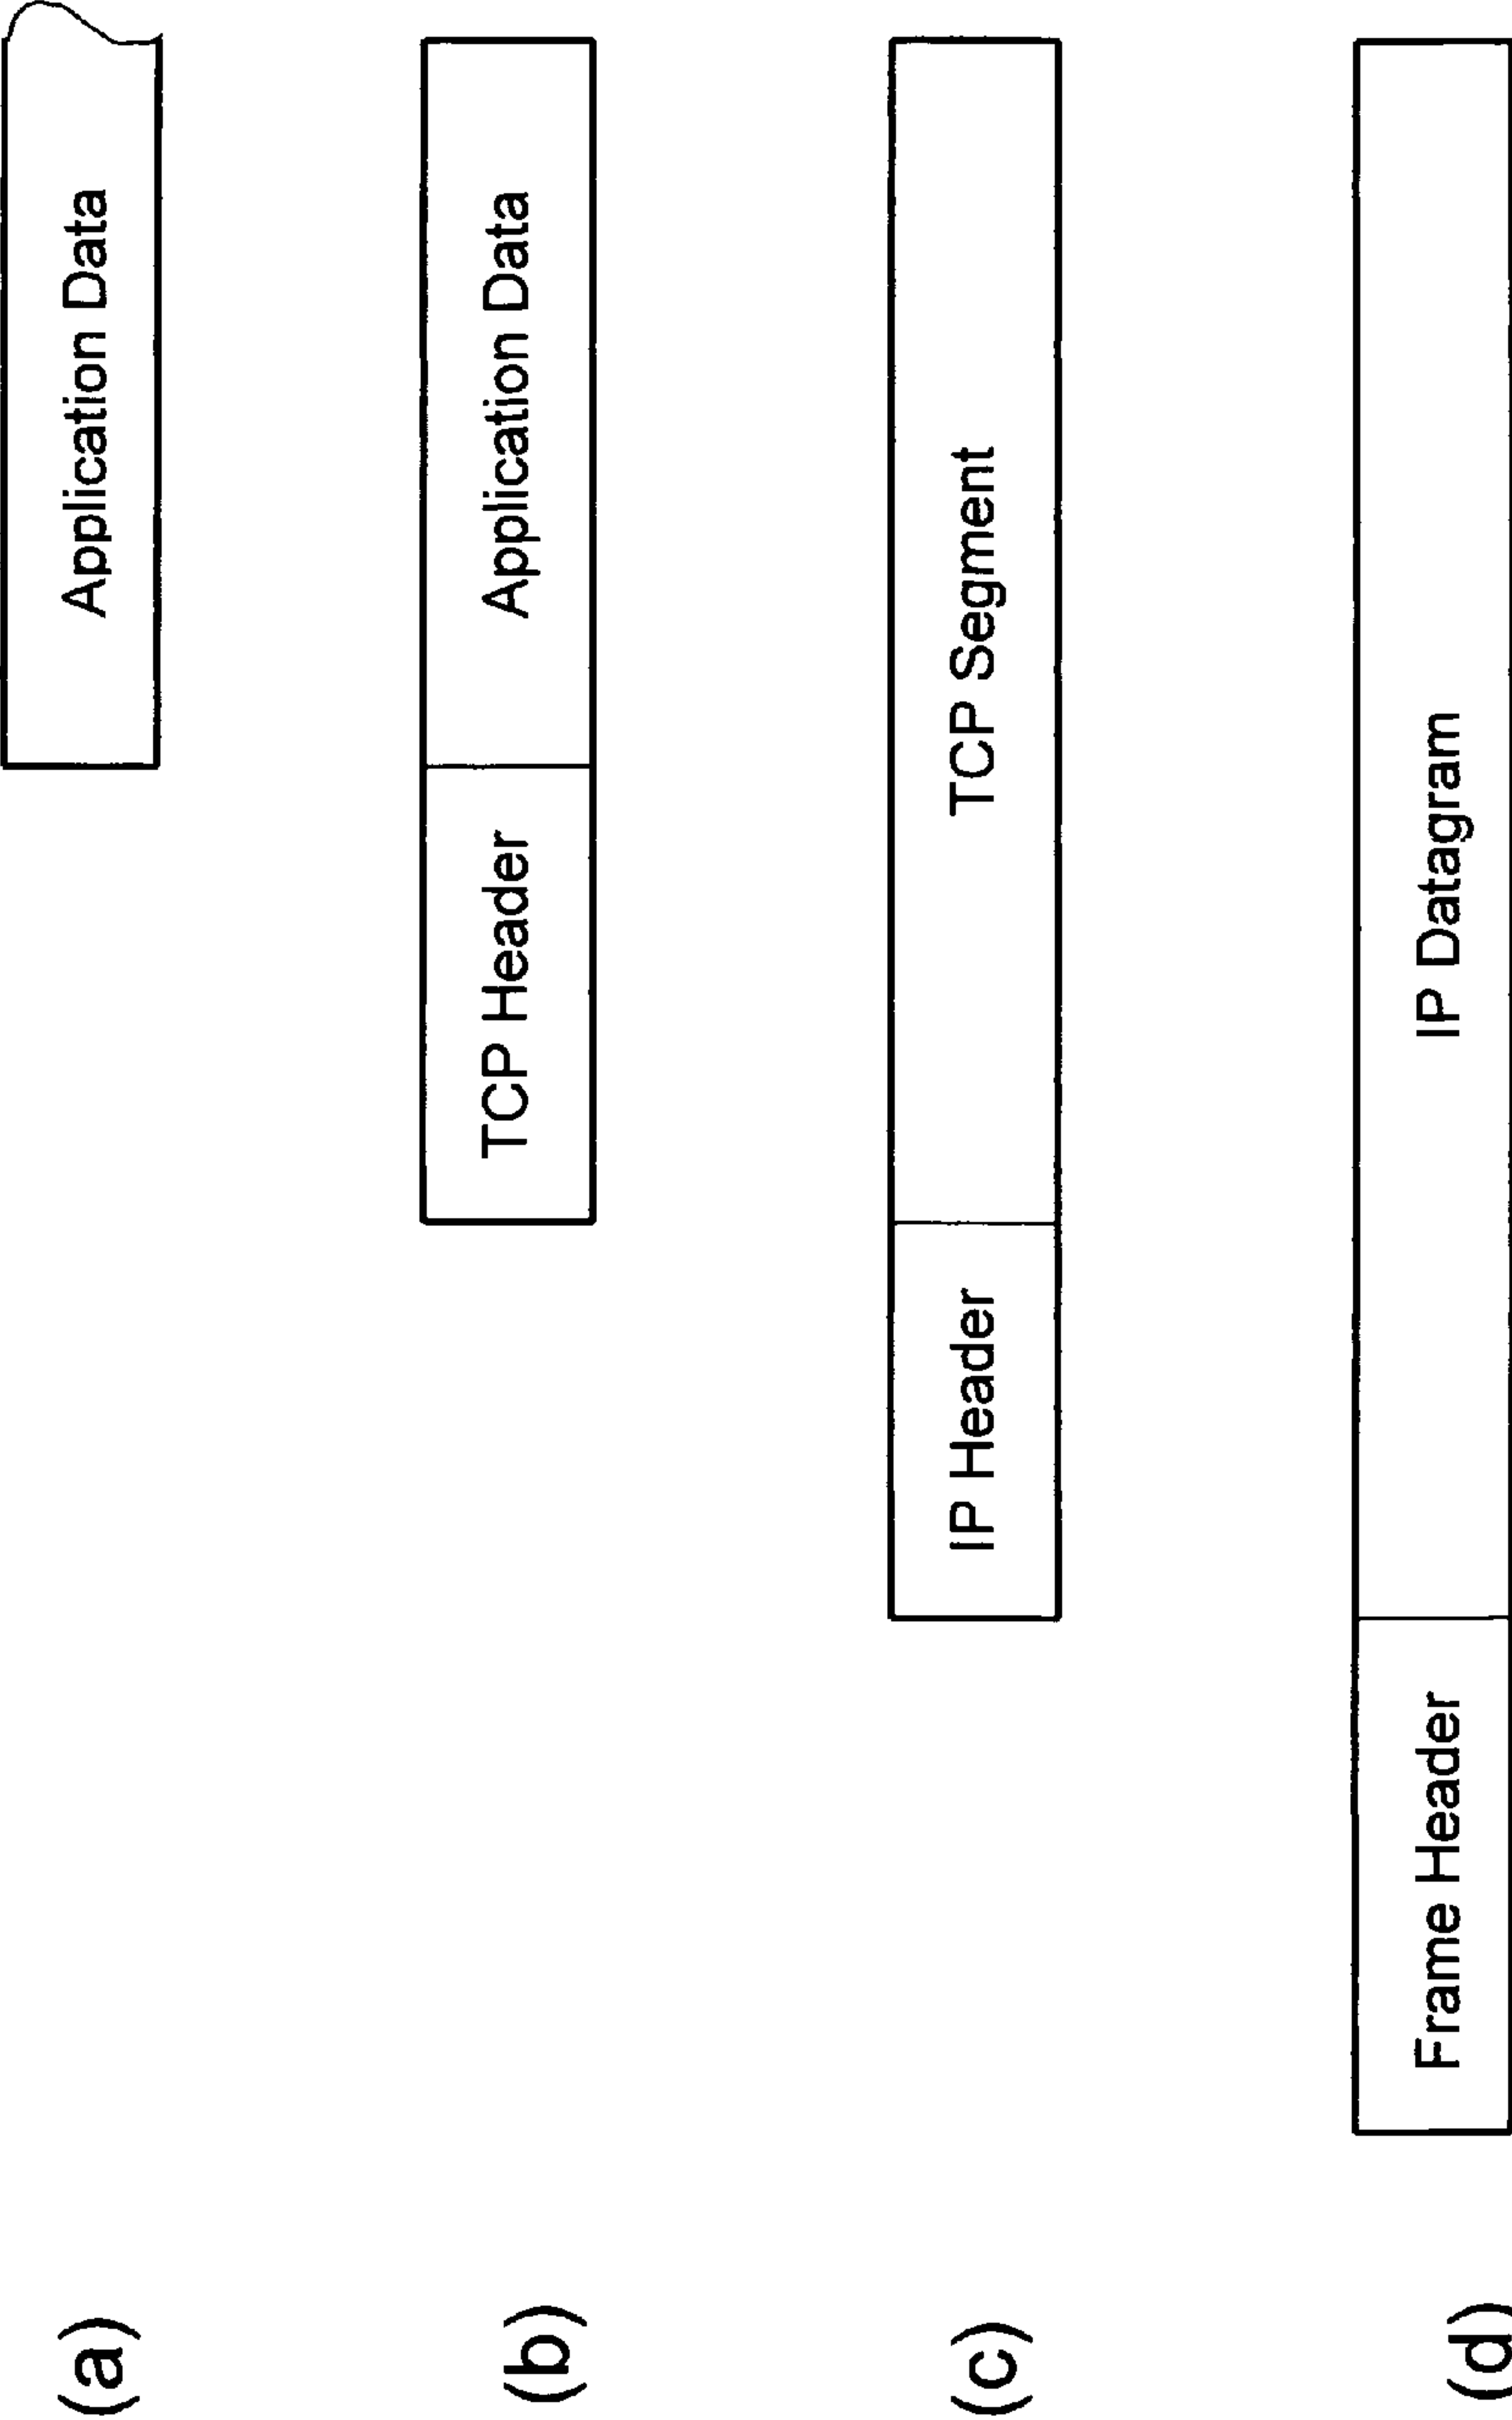 (a) Application Data
(b) TCP Header Application Data
(c) IP Header TCP Segment
(d) Frame Header IP Datagram